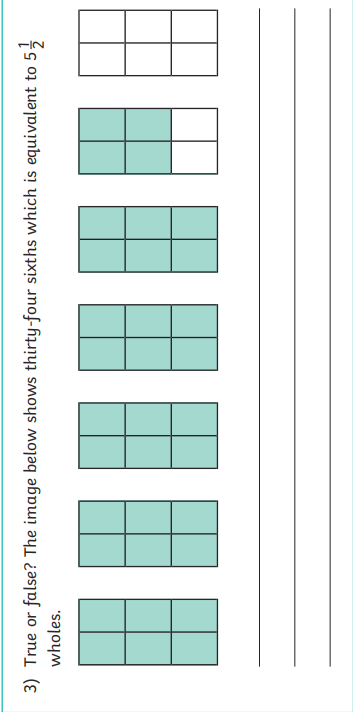 3) True or false? The image below shows thirty-four sixths which is equivalent to 5 1/2
wholes.